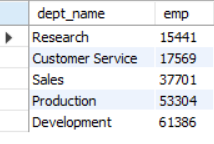 dept_name emp
Research 15441
Customer Service 17569
Sales 37701
Production 53304
Development 61386